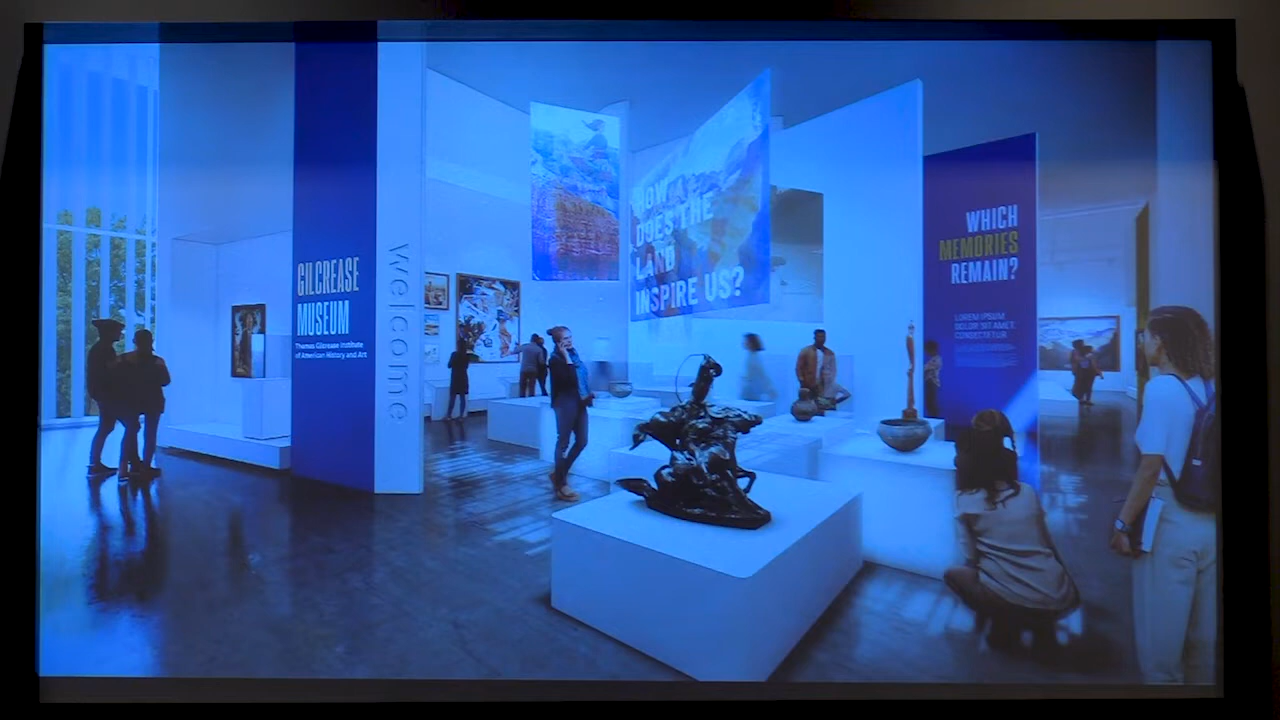 GILCREASE
MUSEUM
Thomas Gilcrease Institute
of American History and Art
welcome
HOW
DOES THE
LAND
INSPIRE US?
WHICH
MEMORIES
REMAIN?
LOREM IPSUM
DOLOR SIT AMET,
CONSECTETUR